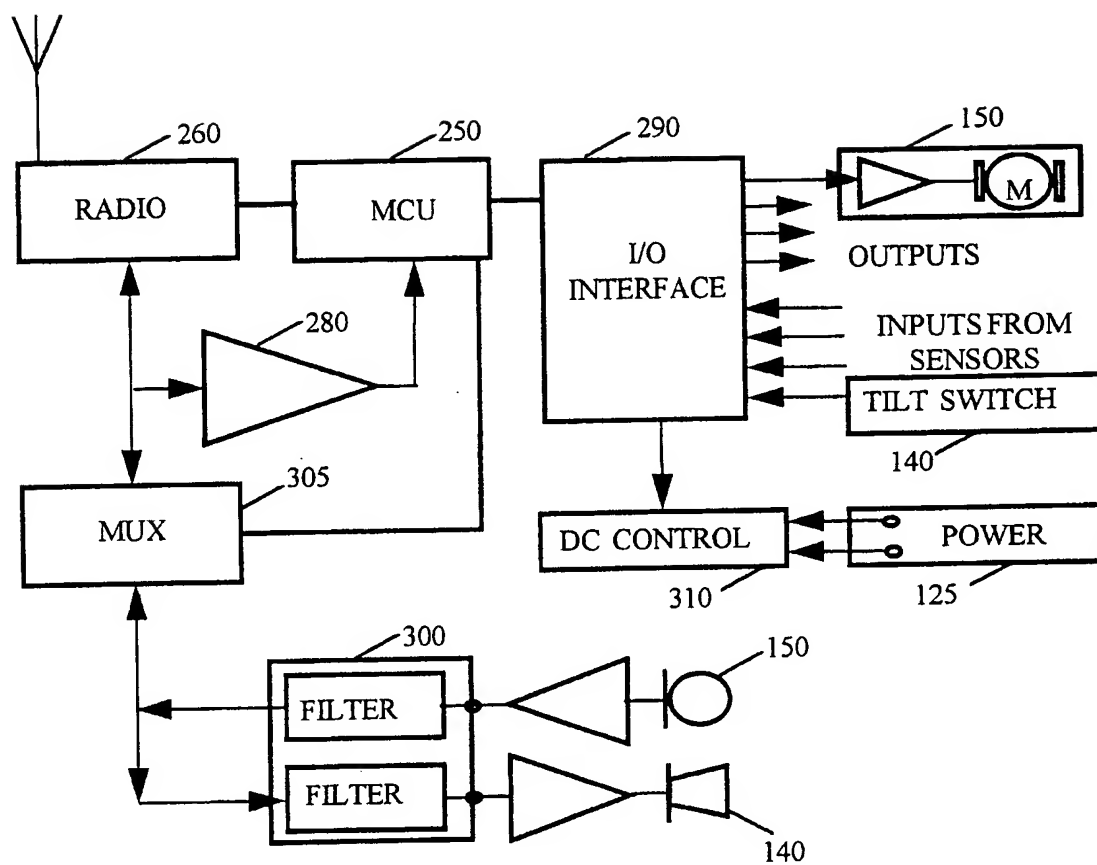 260
250
290
150
RADIO
MCU
I/O
INTERFACE
M
OUTPUTS
280
INPUTS FROM
SENSORS
TILT SWITCH
140
305
MUX
DC CONTROL
POWER
310
125
300
150
FILTER
FILTER
140